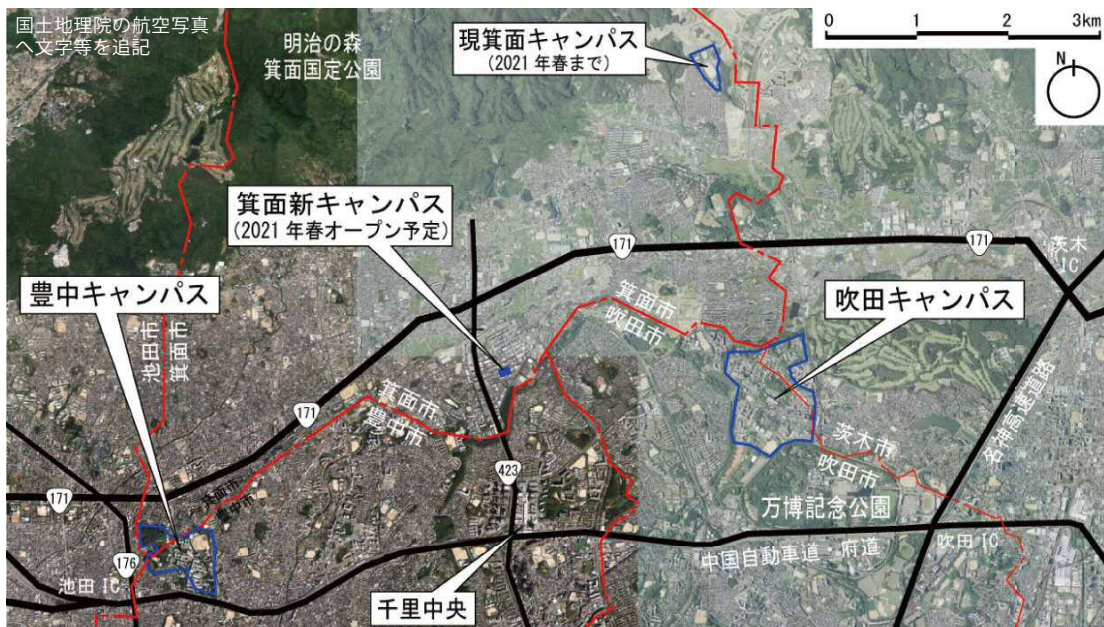 国土地理院の航空写真
へ文字等を追記
明治の森
箕面国定公園
現箕面キャンパス
(2021年春まで)
0 1 2 3km
N
箕面新キャンパス
(2021年春オープン予定)
171
171
茨木
IC
豊中キャンパス
箕面市
吹田市
吹田キャンパス
池田市
箕面市
171
箕面市
豊中市
名神高速道路
茨木市
吹田市
423
171
箕面市
豊中市
万博記念公園
176
池田 IC
中国自動車道・府道
吹田 IC
千里中央